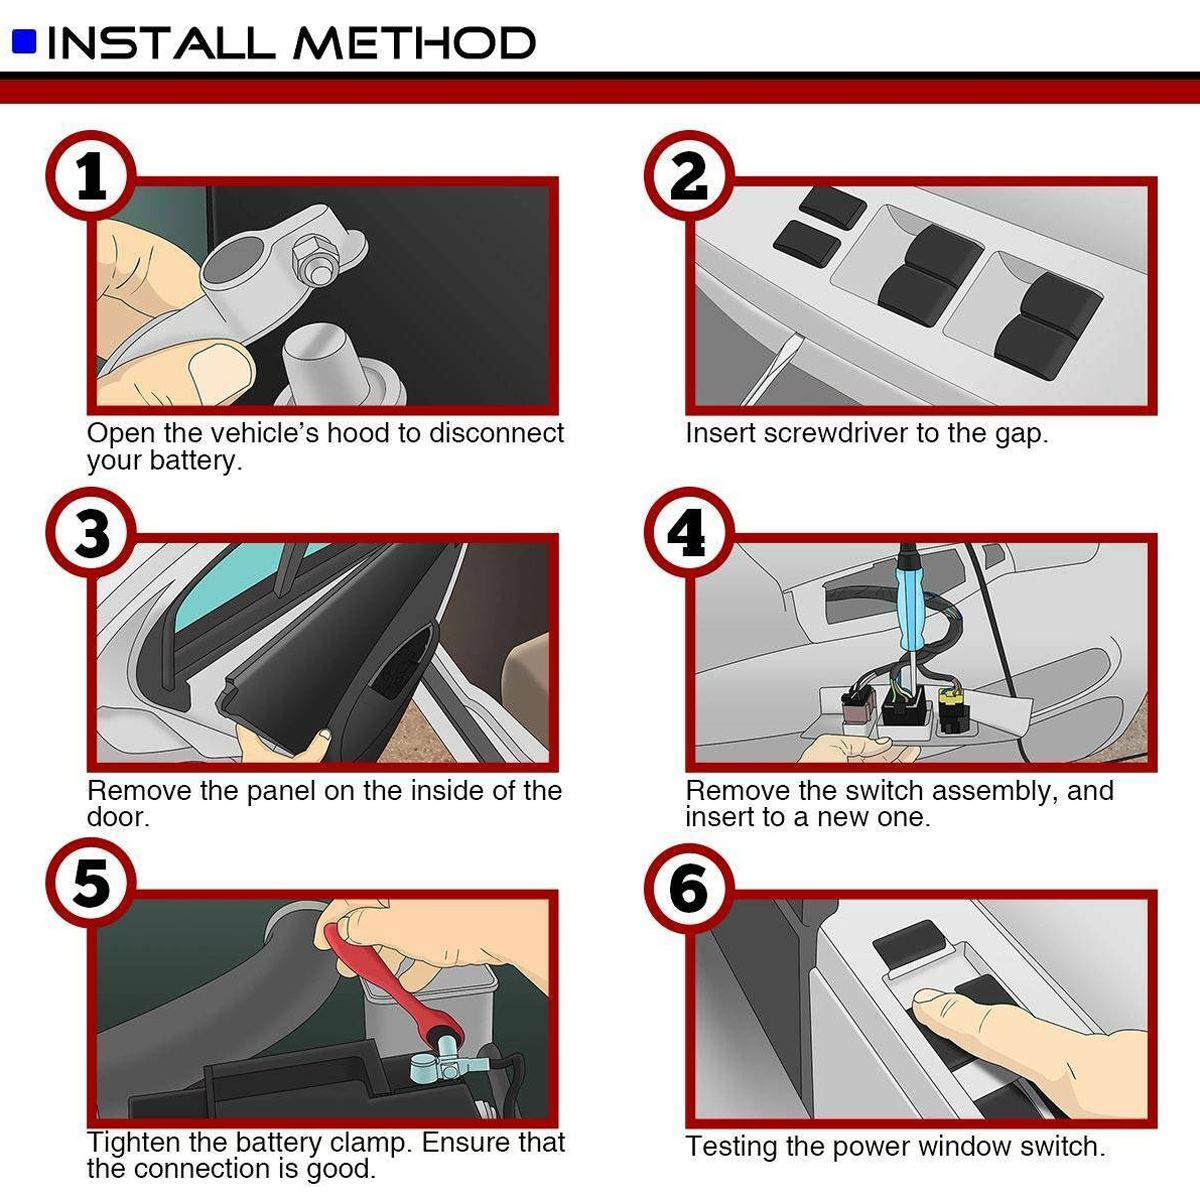 INSTALL METHOD
1
Open the vehicle's hood to disconnect
your battery.
2
Insert screwdriver to the gap.
3
Remove the panel on the inside of the
door.
4
Remove the switch assembly, and
insert to a new one.
5
Tighten the battery clamp. Ensure that
the connection is good.
6
Testing the power window switch.